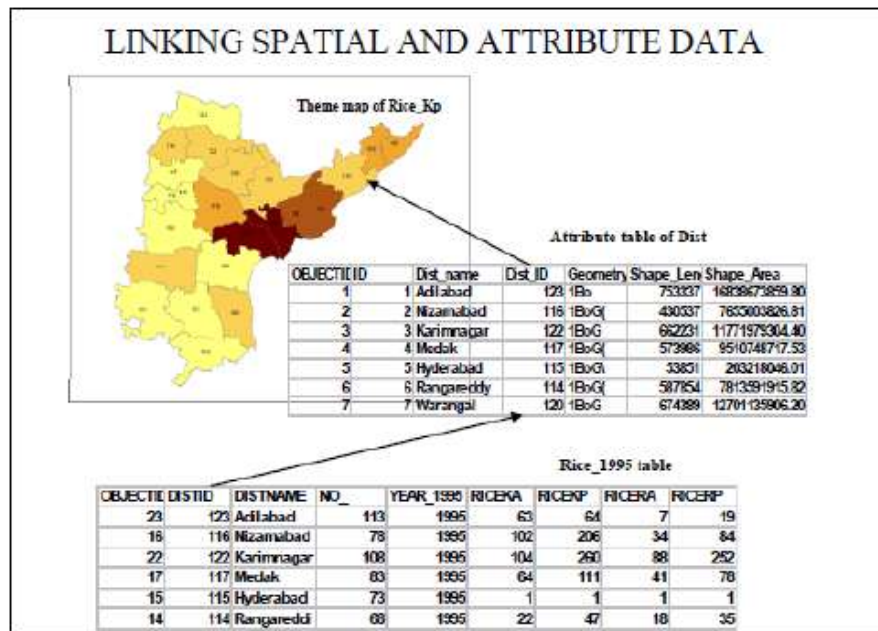 LINKING SPATIAL AND ATTRIBUTE DATA
Theme map of Rice_Kp
Attribute table of Dist
OBJECTID ID Dist_name Dist_ID Geometry Shape_Len Shape_Area
1 1 Adilabad 123 1Bo 753337 16838673859.80
2 2 Nizamabad 116 1BoG( 430537 7655003826.81
3 3 Karimnagar 122 1BoG( 662231 11771979304.40
4 4 Medak 117 1BoG( 573986 9510748717.53
5 5 Hyderabad 115 1BoG\ 33851 203218046.01
6 6 Rangareddy 114 1BoG( 587854 7813591915.82
7 7 Warangal 120 1BoG 674389 12701135906.20
Rice_1995 table
OBJECTID DISTID DISTNAME NO_ YEAR_1995 RICEKA RICEKP RICERA RICERP
23 123 Adilabad 113 1995 63 64 7 19
16 116 Nizamabad 78 1995 102 206 34 84
22 122 Karimnagar 108 1995 104 260 88 252
17 117 Medak 83 1995 64 111 41 78
15 115 Hyderabad 73 1995 1 1 1 1
14 114 Rangareddi 68 1995 22 47 18 35